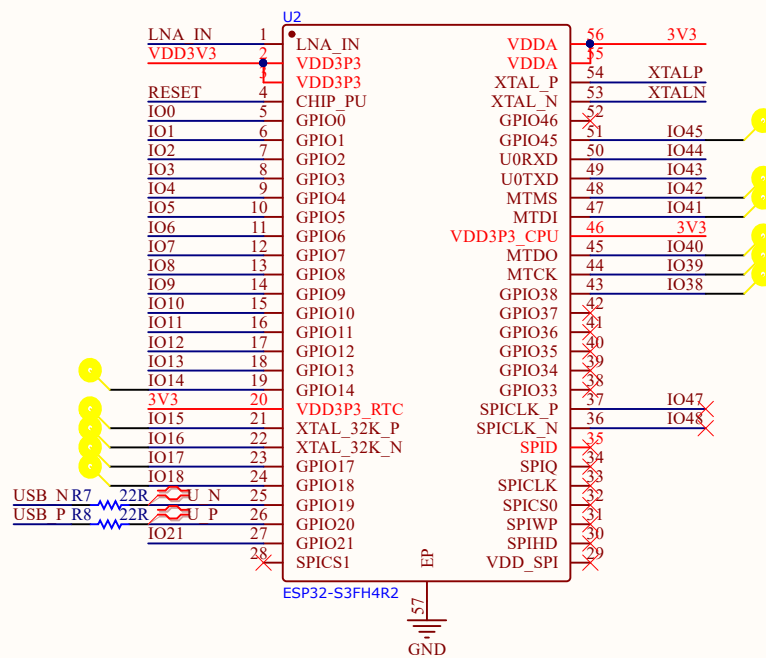 U2
LNA_IN 1 LNA_IN VDDA 56 3V3
VDD3V3 2 VDD3P3 VDDA 55
3 VDD3P3 XTAL_P 54 XTALP
RESET 4 CHIP_PU XTAL_N 53 XTALN
IO0 5 GPIO0 GPIO46 52
IO1 6 GPIO1 GPIO45 51 IO45
IO2 7 GPIO2 U0RXD 50 IO44
IO3 8 GPIO3 U0TXD 49 IO43
IO4 9 GPIO4 MTMS 48 IO42
IO5 10 GPIO5 MTDI 47 IO41
IO6 11 GPIO6 VDD3P3_CPU 46 3V3
IO7 12 GPIO7 MTDO 45 IO40
IO8 13 GPIO8 MTCK 44 IO39
IO9 14 GPIO9 GPIO38 43 IO38
IO10 15 GPIO10 GPIO37 42
IO11 16 GPIO11 GPIO36 41
IO12 17 GPIO12 GPIO35 40
IO13 18 GPIO13 GPIO34 39
IO14 19 GPIO14 GPIO33 38
3V3 20 VDD3P3_RTC SPICLK_P 37 IO47
IO15 21 XTAL_32K_P SPICLK_N 36 IO48
IO16 22 XTAL_32K_N SPID 35
IO17 23 GPIO17 SPIQ 34
IO18 24 GPIO18 SPICLK 33
USB_N R7 22R U_N 25 GPIO19 SPICS0 32
USB_P R8 22R U_P 26 GPIO20 SPIWP 31
IO21 27 GPIO21 SPIHD 30
28 SPICS1 VDD_SPI 29
EP
ESP32-S3FH4R2
57
GND